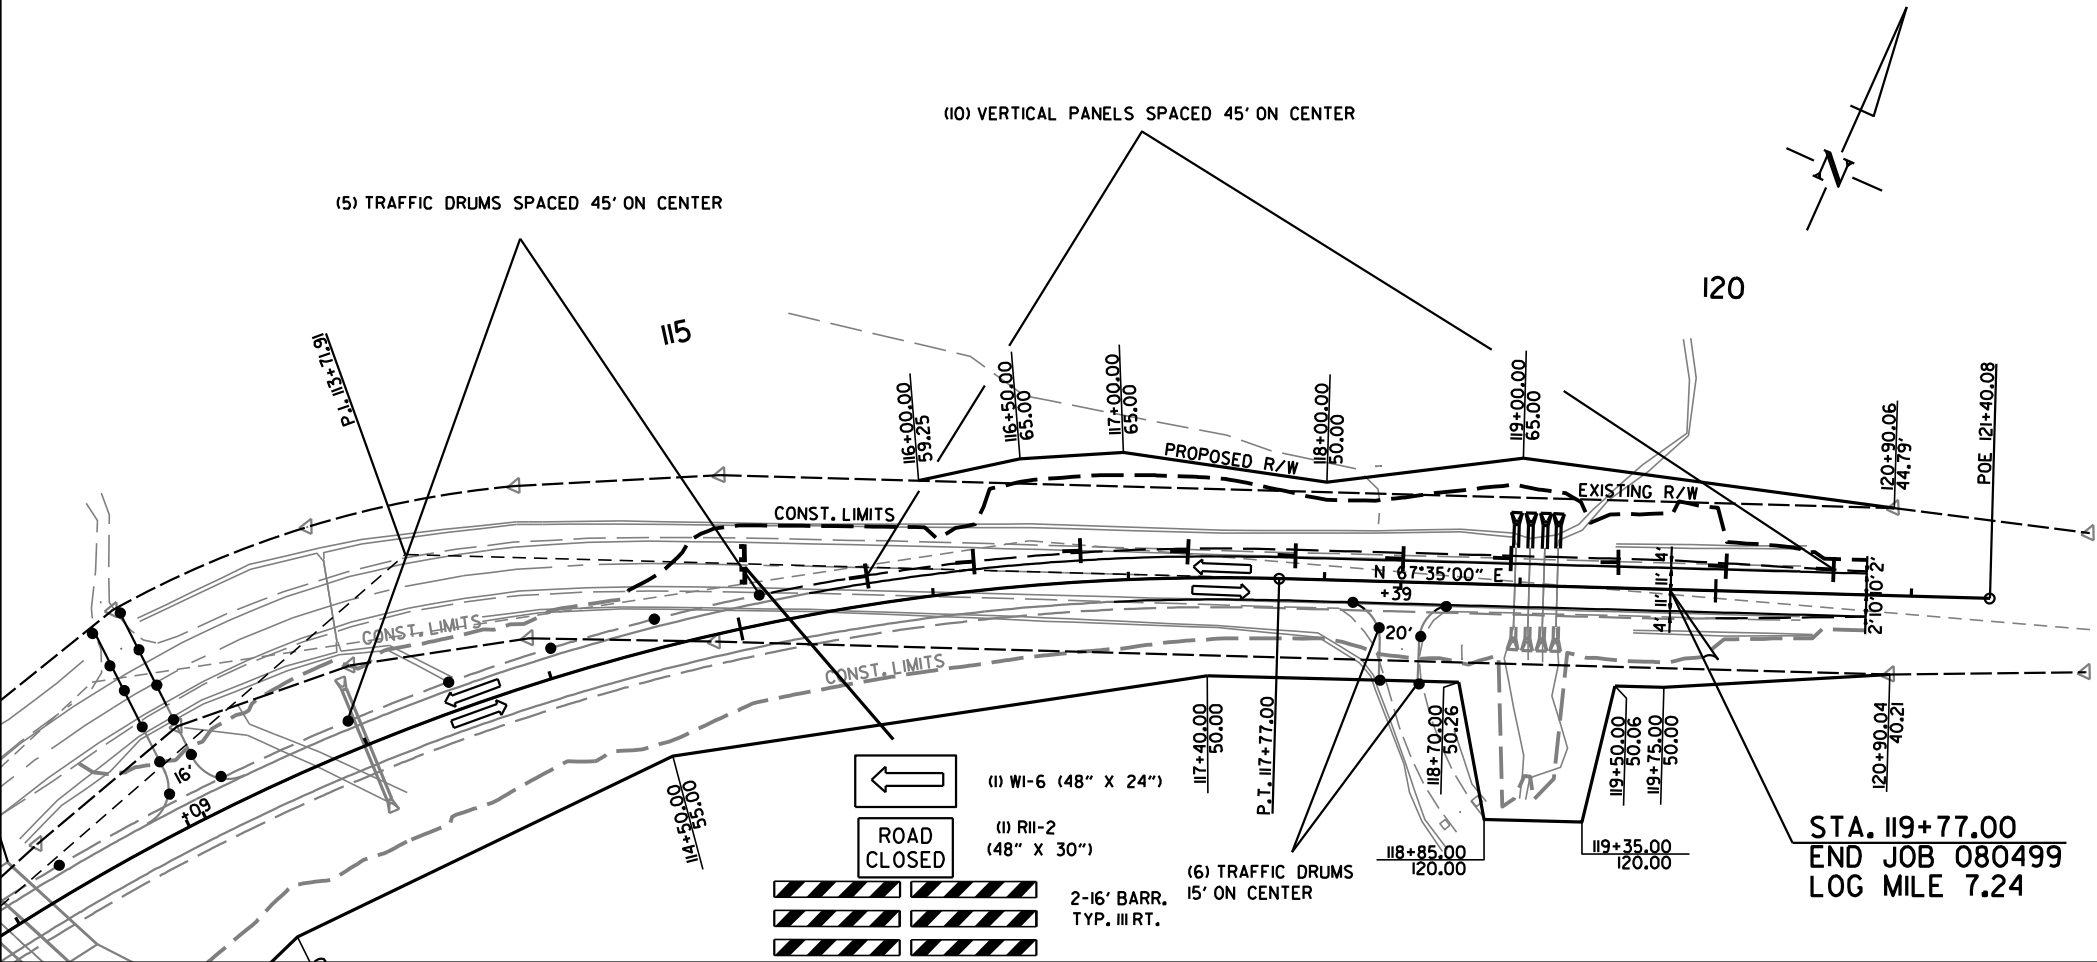 (10) VERTICAL PANELS SPACED 45' ON CENTER
N
(5) TRAFFIC DRUMS SPACED 45' ON CENTER
120
115
P.I. 113+71.91
116+00.00
59.25
116+50.00
65.00
117+00.00
65.00
118+00.00
50.00
119+00.00
65.00
120+90.06
44.79'
POE 121+40.08
PROPOSED R/W
EXISTING R/W
CONST. LIMITS
N 67°35'00" E
+39
4'
11'
11'
4'
2'
10'
10'
2'
CONST. LIMITS
20'
CONST. LIMITS
16'
+09
114+50.00
55.00
117+40.00
50.00
P.T. 117+77.00
118+70.00
50.26
119+50.00
50.06
119+75.00
50.00
120+90.04
40.21
118+85.00
120.00
119+35.00
120.00
(1) W1-6 (48" X 24")
ROAD
CLOSED
(1) R11-2
(48" X 30")
2-16' BARR.
TYP. III RT.
(6) TRAFFIC DRUMS
15' ON CENTER
STA. 119+77.00
END JOB 080499
LOG MILE 7.24